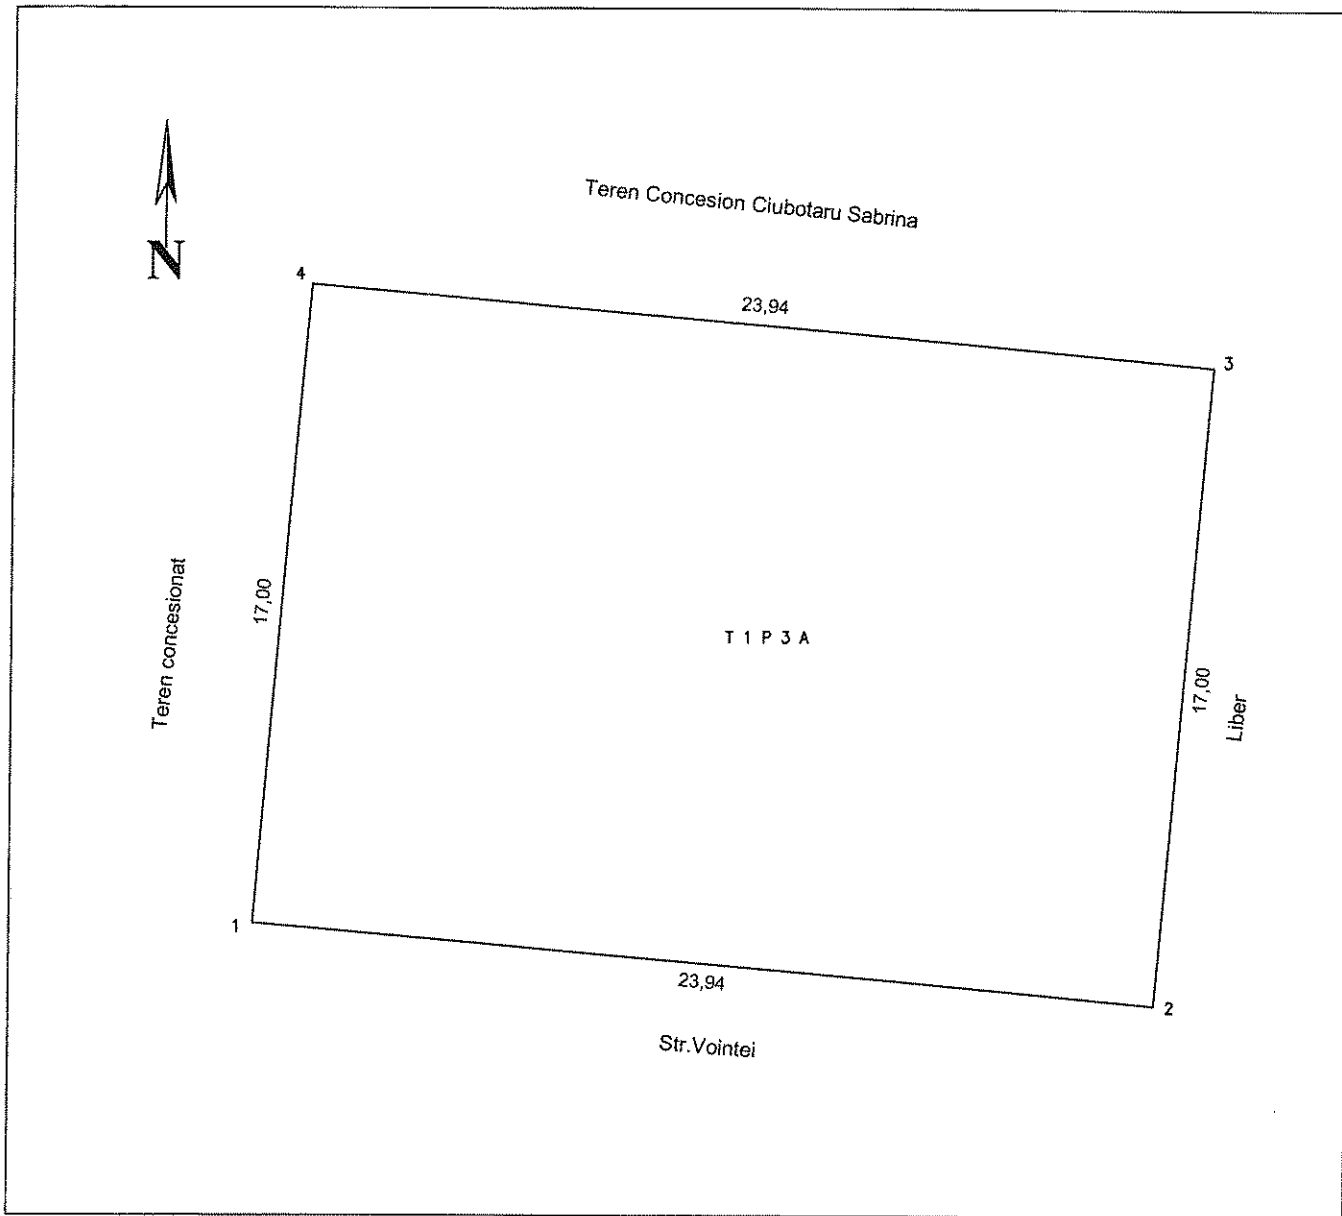 Teren Concesion Ciubotaru Sabrina
N
4
23,94
3
Teren concesionat
17,00
T 1 P 3 A
17,00
Liber
1
23,94
2
Str.Vointei